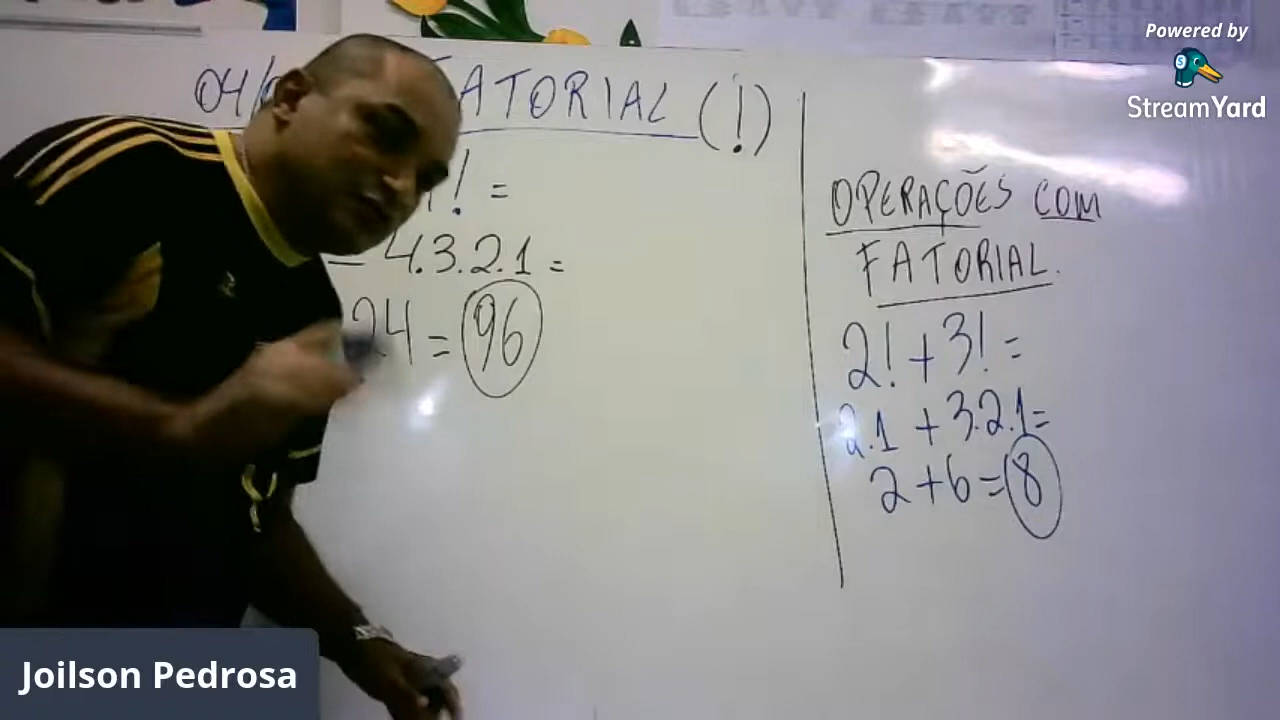 04/ FATORIAL (!)
! =
— 4.3.2.1 =
24 = 96
OPERAÇÕES COM
FATORIAL.
2! + 3! =
2.1 + 3.2.1=
2+6=8
Powered by
StreamYard
Joilson Pedrosa